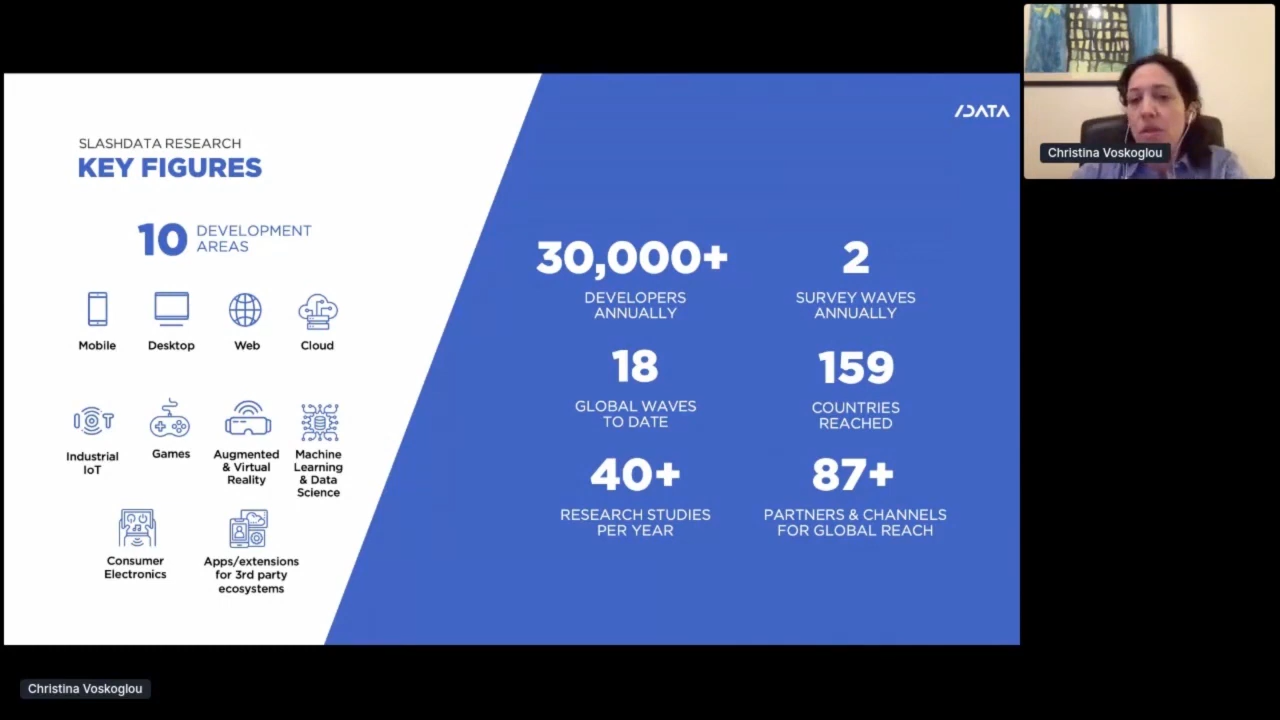 SLASHDATA RESEARCH
KEY FIGURES
10 DEVELOPMENT
AREAS
Mobile
Desktop
Web
Cloud
IIOT
Industrial
IoT
Games
Augmented
& Virtual
Reality
Machine
Learning
& Data
Science
Consumer
Electronics
Apps/extensions
for 3rd party
ecosystems
/DATA
30,000+
DEVELOPERS
ANNUALLY
2
SURVEY WAVES
ANNUALLY
18
GLOBAL WAVES
TO DATE
159
COUNTRIES
REACHED
40+
RESEARCH STUDIES
PER YEAR
87+
PARTNERS & CHANNELS
FOR GLOBAL REACH
Christina Voskoglou
Christina Voskoglou